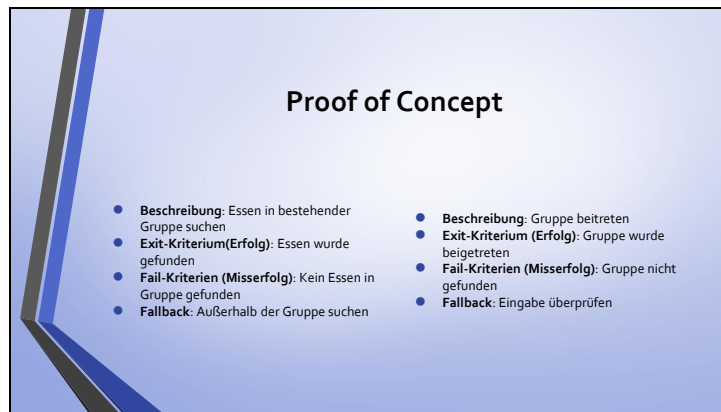 Proof of Concept
Beschreibung: Essen in bestehender
Gruppe suchen
Exit-Kriterium(Erfolg): Essen wurde
gefunden
Fail-Kriterien (Misserfolg): Kein Essen in
Gruppe gefunden
Fallback: Außerhalb der Gruppe suchen
Beschreibung: Gruppe beitreten
Exit-Kriterium (Erfolg): Gruppe wurde
beigetreten
Fail-Kriterien (Misserfolg): Gruppe nicht
gefunden
Fallback: Eingabe überprüfen